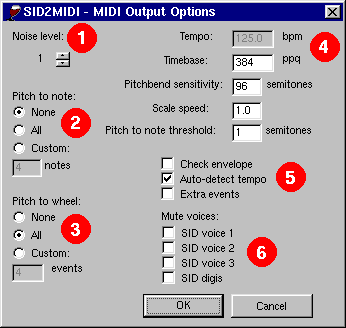 SID2MIDI - MIDI Output Options
Noise level: 1
1
Tempo: 125.0 bpm
4
Timebase: 384 ppq
Pitchbend sensitivity: 96 semitones
Scale speed: 1.0
Pitch to note threshold: 1 semitones
Pitch to note:
None
All
2
Custom:
4 notes
Check envelope
Auto-detect tempo
5
Extra events
Pitch to wheel:
None
All
3
Custom:
4 events
Mute voices:
SID voice 1
SID voice 2
6
SID voice 3
SID digis
OK
Cancel